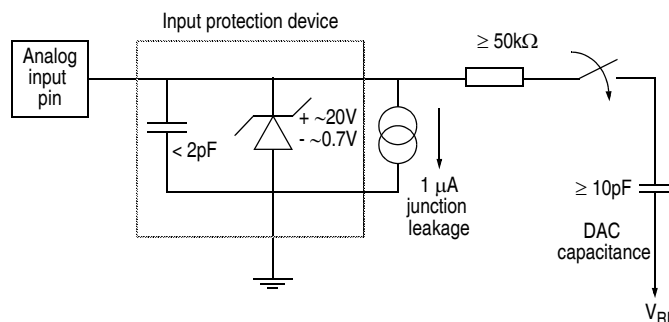 Input protection device
Analog
input
pin
≥ 50kΩ
+ ~20V
- ~0.7V
< 2pF
1 µA
junction
leakage
≥ 10pF
DAC
capacitance